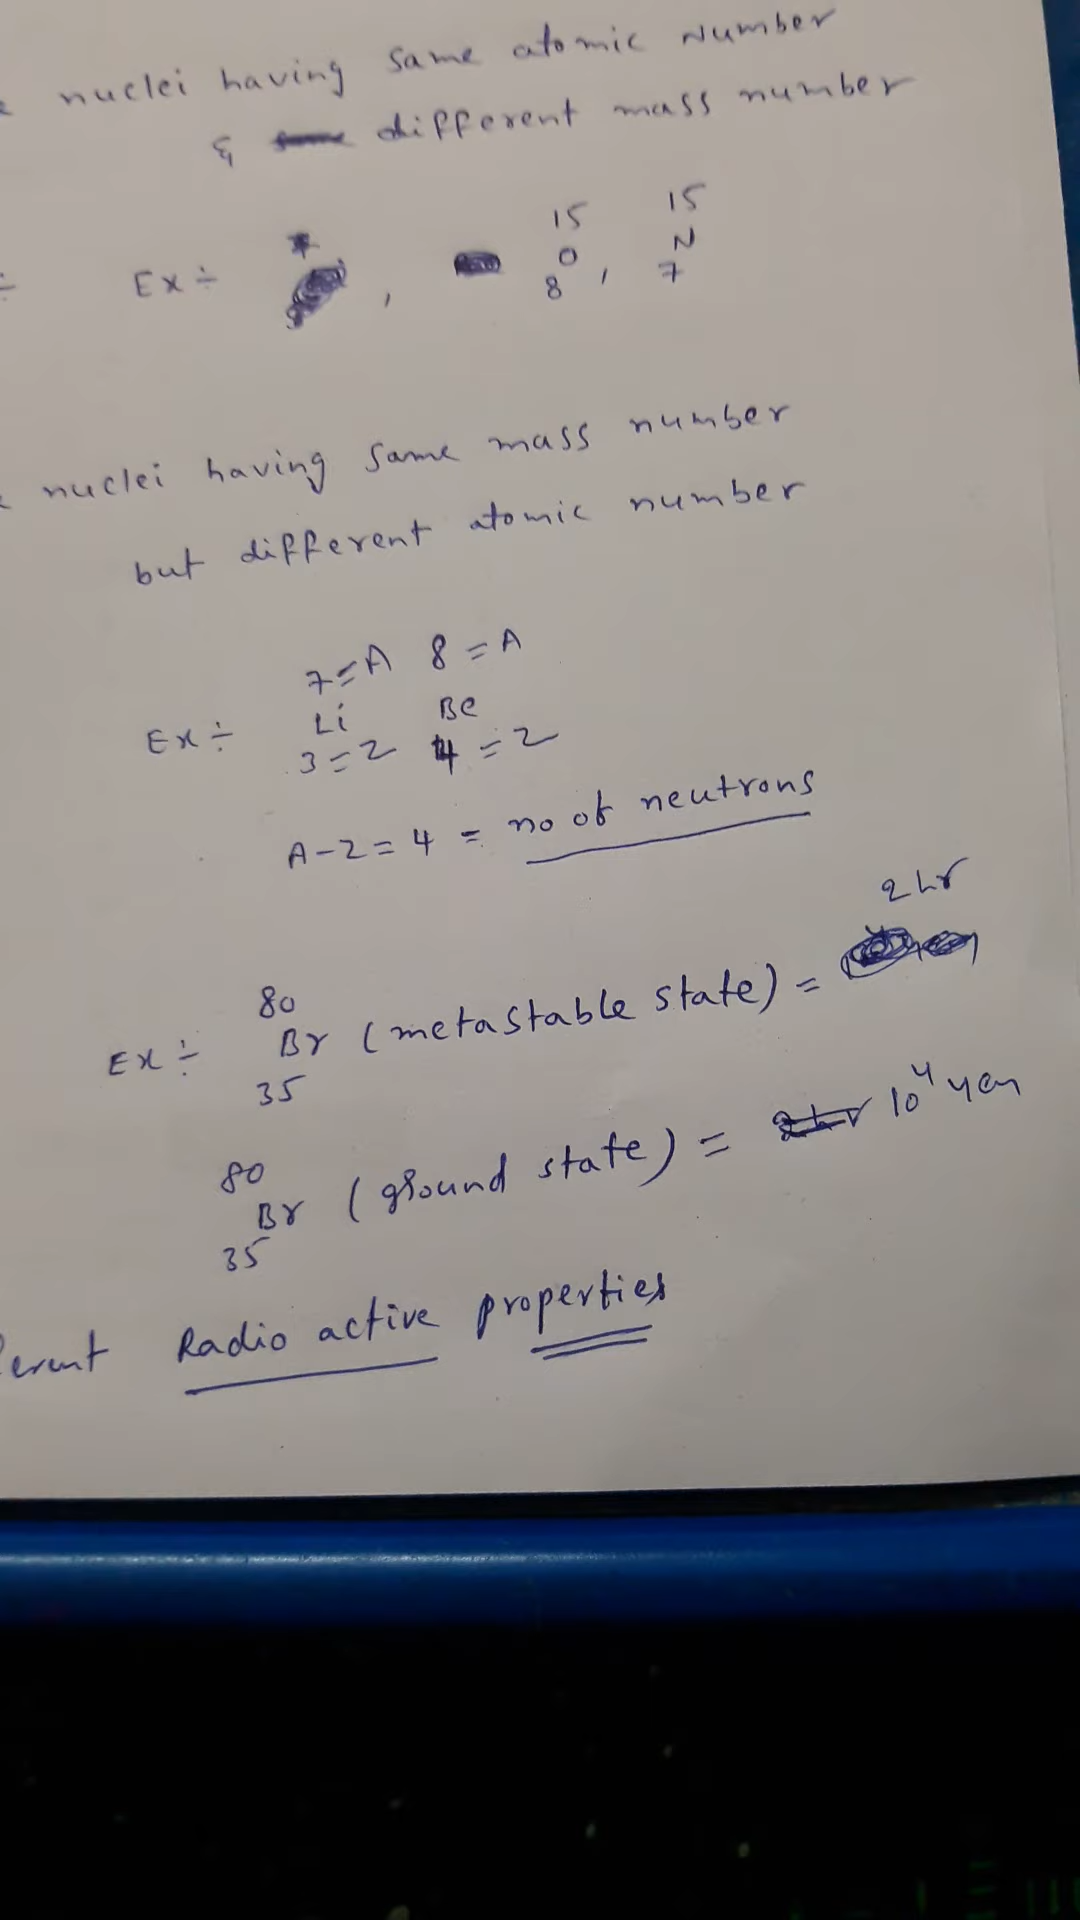 nuclei having same atomic Number
& different mass number
15 15
Ex÷ , O , N
8 7
nuclei having same mass number
but different atomic number
7=A 8=A
Ex÷ Li Be
3=Z 4=Z
A-Z=4 = no of neutrons
2hr
80
Ex÷ Br (metastable state) =
35
80
Br (ground state) = 10⁴ yea
35
erent Radio active properties